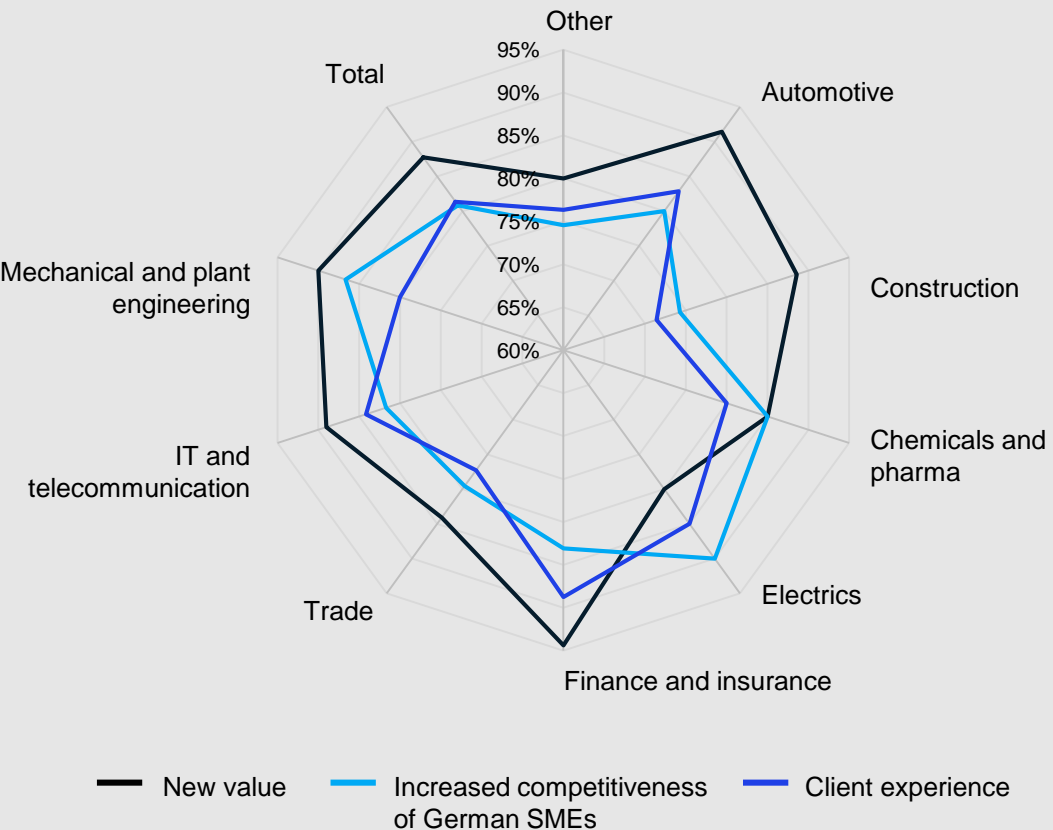 Other
95%
Total
Automotive
90%
85%
80%
75%
Mechanical and plant
engineering
70%
Construction
65%
60%
IT and
telecommunication
Chemicals and
pharma
Trade
Electrics
Finance and insurance
New value
Increased competitiveness
of German SMEs
Client experience